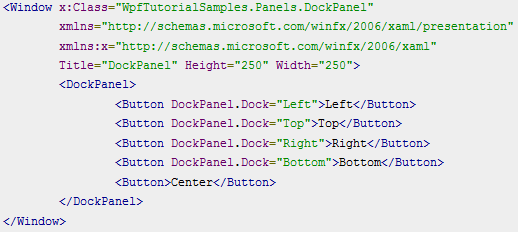 <Window x:Class="WpfTutorialSamples.Panels.DockPanel"
xmlns="http://schemas.microsoft.com/winfx/2006/xaml/presentation"
xmlns:x="http://schemas.microsoft.com/winfx/2006/xaml"
Title="DockPanel" Height="250" Width="250">
<DockPanel>
<Button DockPanel.Dock="Left">Left</Button>
<Button DockPanel.Dock="Top">Top</Button>
<Button DockPanel.Dock="Right">Right</Button>
<Button DockPanel.Dock="Bottom">Bottom</Button>
<Button>Center</Button>
</DockPanel>
</Window>